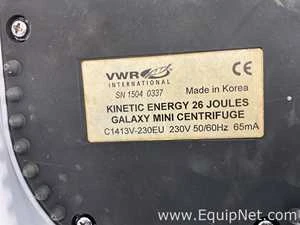 VWR
INTERNATIONAL
SN 1504 0337
Made in Korea
KINETIC ENERGY 26 JOULES
GALAXY MINI CENTRIFUGE
C1413V-230EU 230V 50/60Hz 65mA
www.EquipNet.com